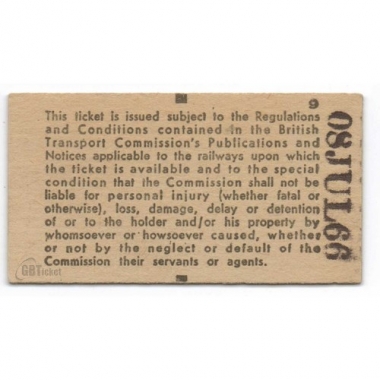 9
This ticket is issued subject to the Regulations
and Conditions contained in the British
Transport Commission's Publications and
Notices applicable to the railways upon which
the ticket is available and to the special
condition that the Commission shall not be
liable for personal injury (whether fatal or
otherwise), loss, damage, delay or detention
of or to the holder and/or his property by
whomsoever or howsoever caused, whether
or not by the neglect or default of the
Commission their servants or agents.
08JUL66
GBTicket